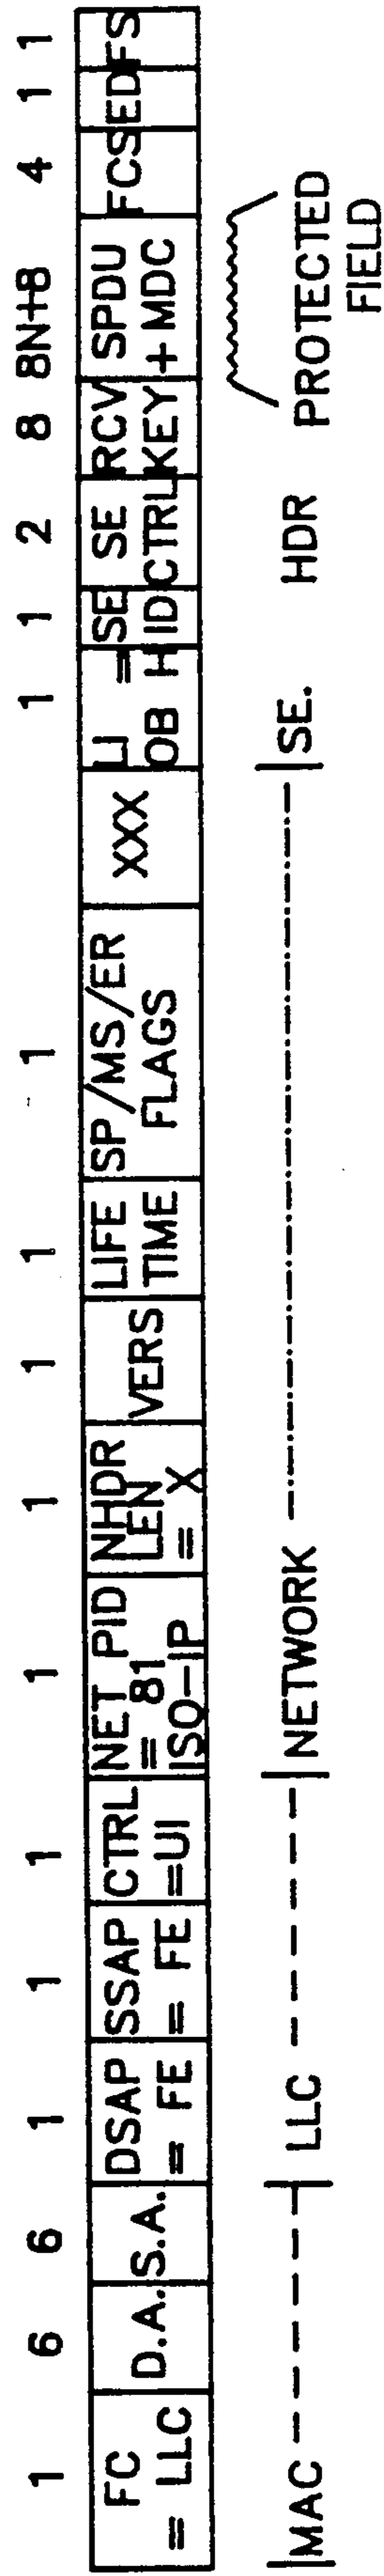 1 6 6 1 1 1 1 1 1 1 1 1 1 2 8 8N+8 4 1 1
FC
= LLC
D.A.
S.A.
DSAP
= FE
SSAP
= FE
CTRL
=UI
NET PID
= 81
ISO-IP
NHDR
LEN
= X
VERS
LIFE
TIME
SP/MS/ER
FLAGS
XXX
LI =
OB H
SE
ID
SE
CTRL
RCV
KEY
SPDU
+MDC
FCS
ED
FS
MAC
LLC
NETWORK
SE. HDR
PROTECTED
FIELD